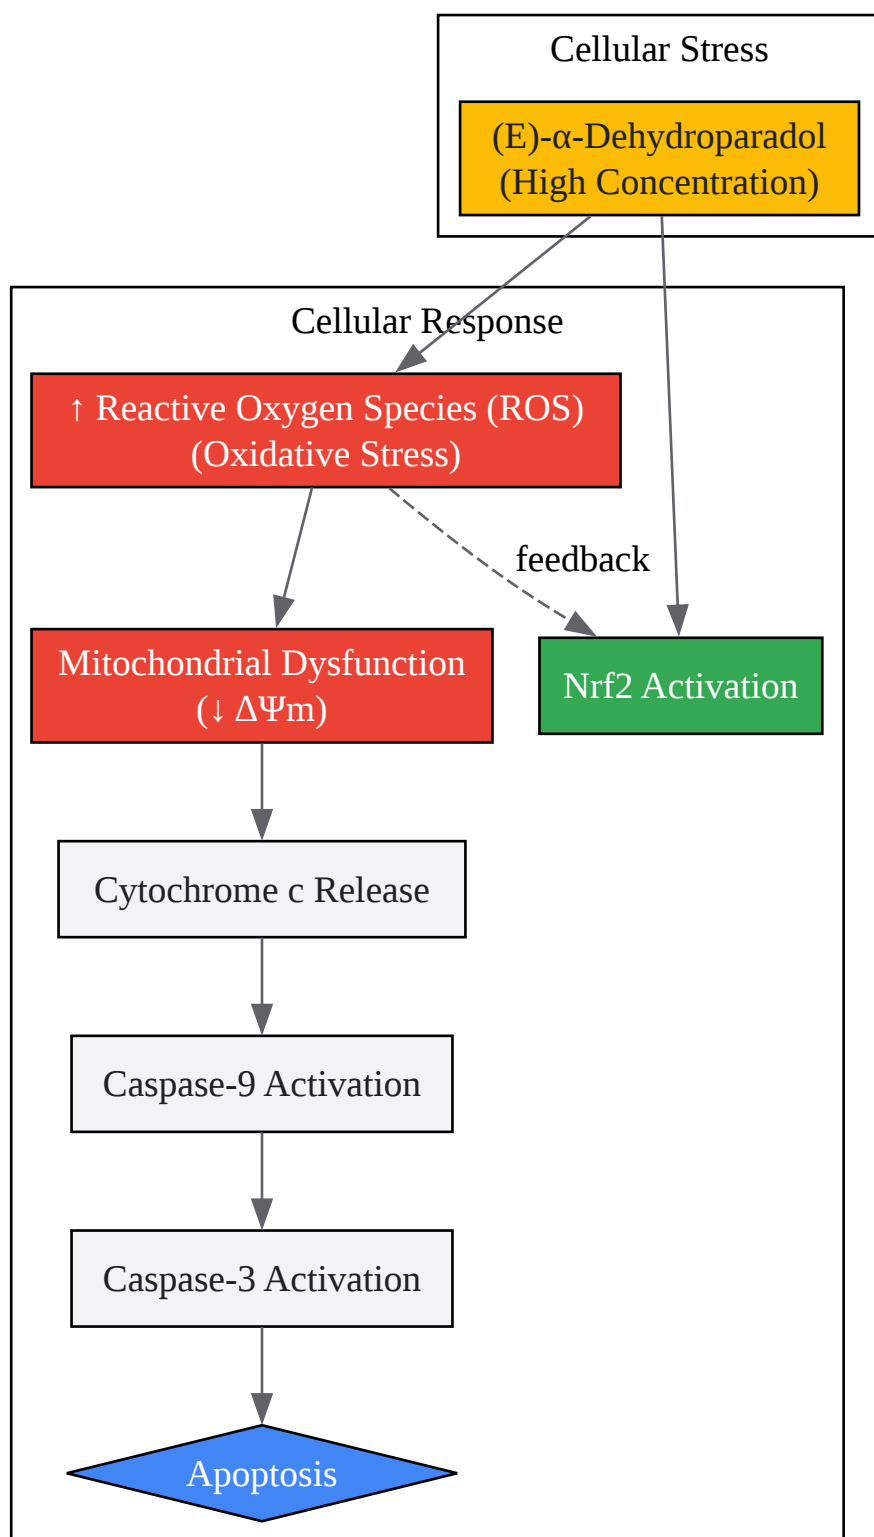 Cellular Stress
(E)-α-Dehydroparadol
(High Concentration)
Cellular Response
↑ Reactive Oxygen Species (ROS)
(Oxidative Stress)
feedback
Mitochondrial Dysfunction
(↓ ΔΨm)
Nrf2 Activation
Cytochrome c Release
Caspase-9 Activation
Caspase-3 Activation
Apoptosis